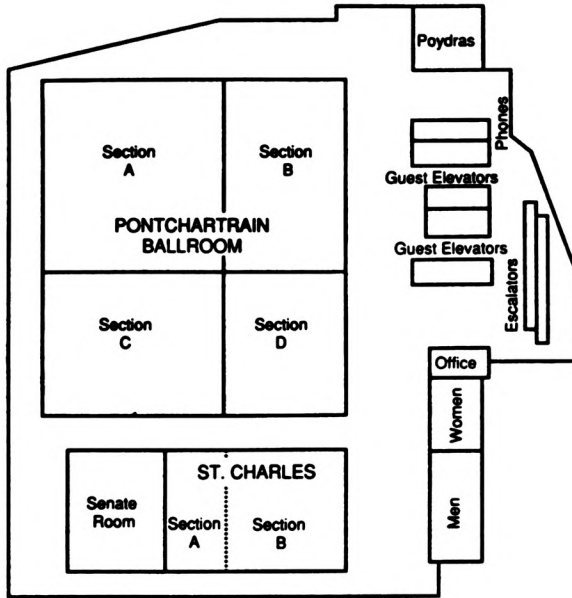 Poydras
Section
A
Section
B
Phones
Guest Elevators
PONTCHARTRAIN
BALLROOM
Guest Elevators
Escalators
Section
C
Section
D
Office
Women
ST. CHARLES
Senate
Room
Section
A
Section
B
Men